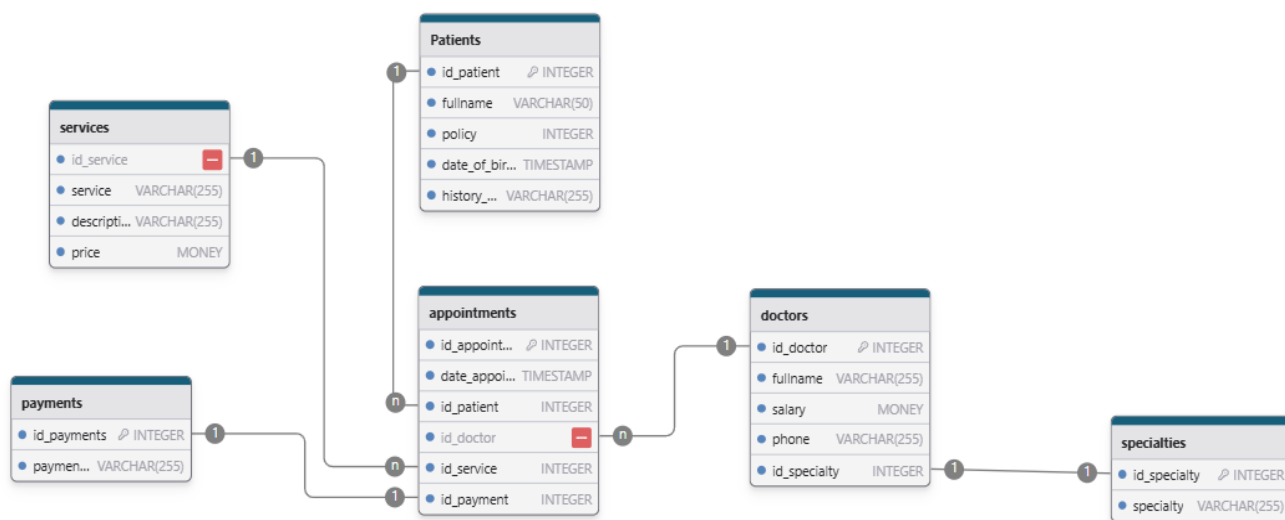 Patients
id_patient INTEGER
fullname VARCHAR(50)
policy INTEGER
date_of_bir... TIMESTAMP
history_... VARCHAR(255)
services
id_service
service VARCHAR(255)
descripti... VARCHAR(255)
price MONEY
1
1
appointments
id_appoint... INTEGER
date_appoi... TIMESTAMP
id_patient INTEGER
id_doctor
id_service INTEGER
id_payment INTEGER
n
n
1
n
doctors
id_doctor INTEGER
fullname VARCHAR(255)
salary MONEY
phone VARCHAR(255)
id_specialty INTEGER
1
1
payments
id_payments INTEGER
paymen... VARCHAR(255)
1
specialties
id_specialty INTEGER
specialty VARCHAR(255)
1